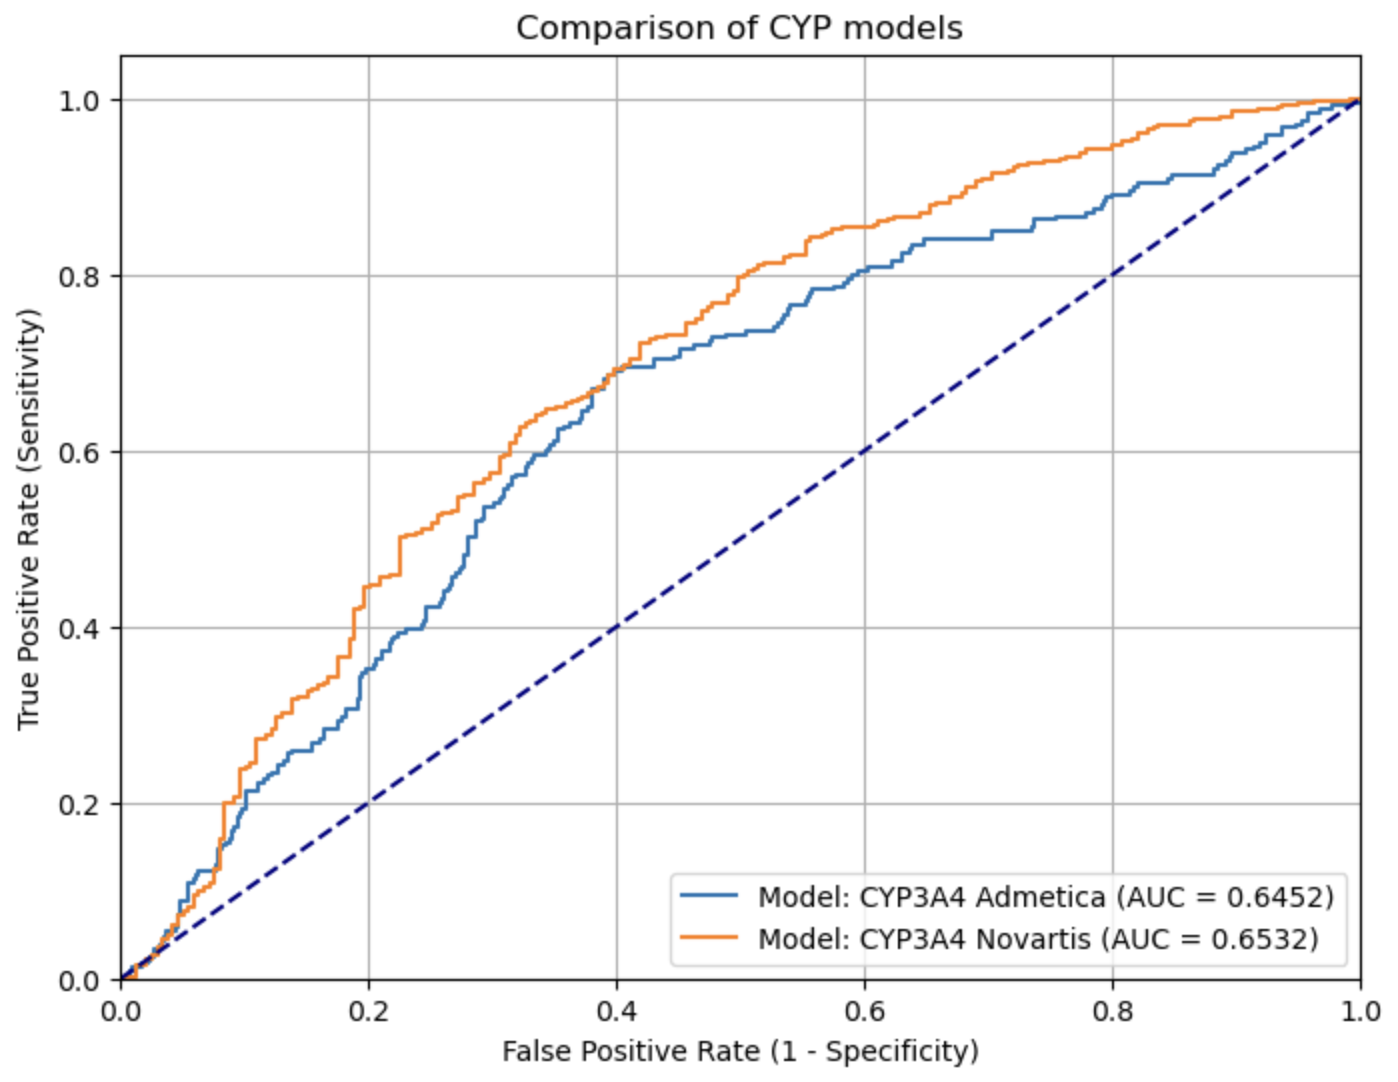 Comparison of CYP models
True Positive Rate (Sensitivity)
1.0
0.8
0.6
0.4
0.2
0.0
0.0 0.2 0.4 0.6 0.8 1.0
False Positive Rate (1 - Specificity)
Model: CYP3A4 Admetica (AUC = 0.6452)
Model: CYP3A4 Novartis (AUC = 0.6532)